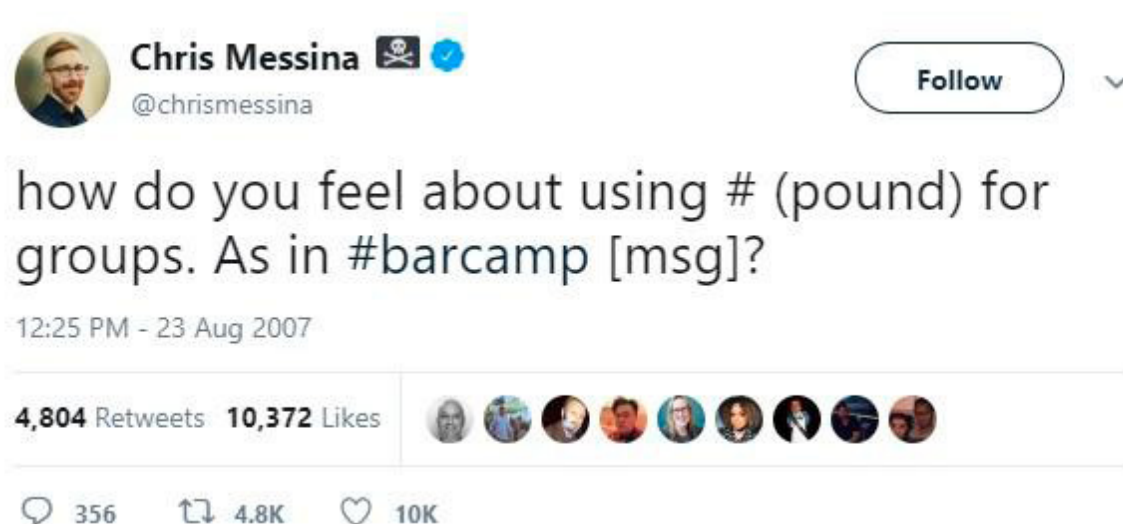 Chris Messina
@chrismessina
Follow
how do you feel about using # (pound) for
groups. As in #barcamp [msg]?
12:25 PM - 23 Aug 2007
4,804 Retweets 10,372 Likes
356 4.8K 10K